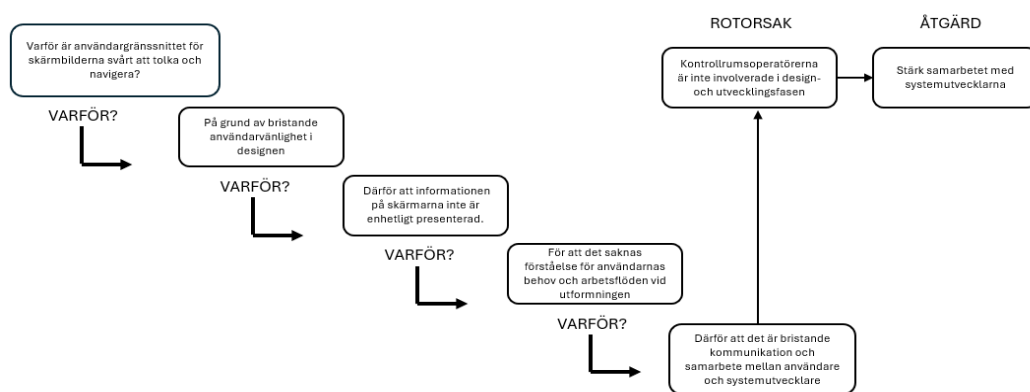 ROTORSAK
ÅTGÄRD
Varför är användargränssnittet för
skärmbilderna svårt att tolka och
navigera?
Kontrollrumsoperatörerna
är inte involverade i design-
och utvecklingsfasen
Stärk samarbetet med
systemutvecklarna
VARFÖR?
På grund av bristande
användarvänlighet i
designen
VARFÖR?
Därför att informationen
på skärmarna inte är
enhetligt presenterad.
VARFÖR?
För att det saknas
förståelse för användarnas
behov och arbetsflöden vid
utformningen
VARFÖR?
Därför att det är bristande
kommunikation och
samarbete mellan användare
och systemutvecklare